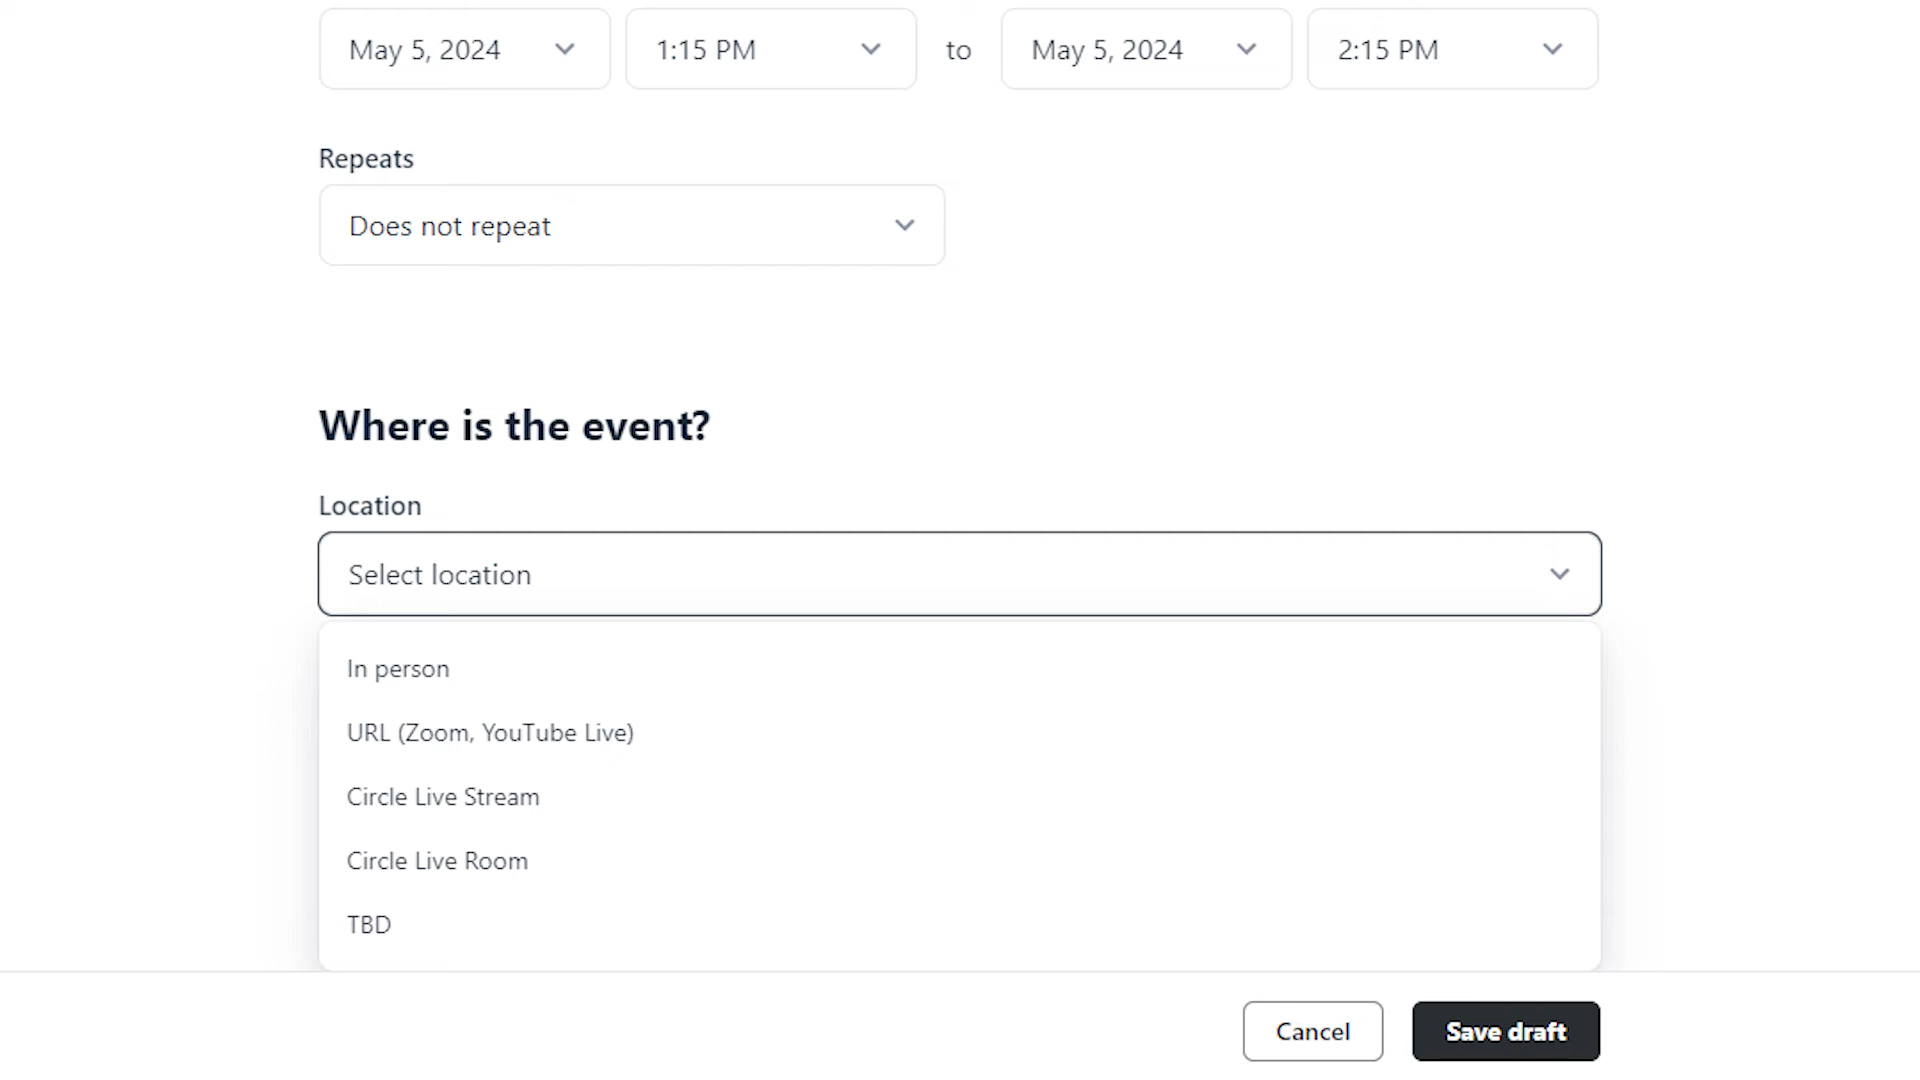 May 5, 2024 1:15 PM to May 5, 2024 2:15 PM
Repeats
Does not repeat
Where is the event?
Location
Select location
In person
URL (Zoom, YouTube Live)
Circle Live Stream
Circle Live Room
TBD
Cancel Save draft